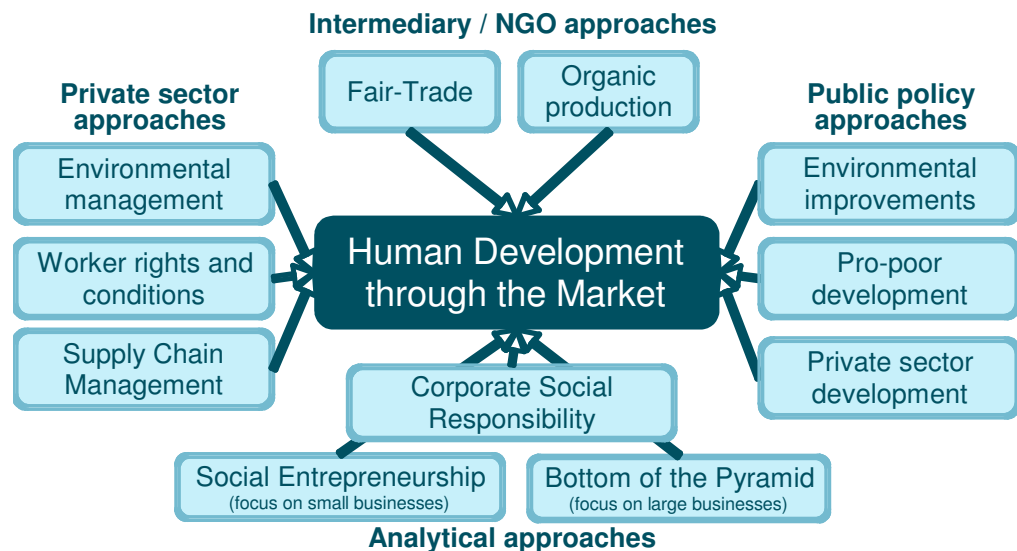 Intermediary / NGO approaches
Fair-Trade
Organic
production
Private sector
approaches
Environmental
management
Worker rights and
conditions
Supply Chain
Management
Public policy
approaches
Environmental
improvements
Pro-poor
development
Private sector
development
Human Development
through the Market
Corporate Social
Responsibility
Social Entrepreneurship
(focus on small businesses)
Bottom of the Pyramid
(focus on large businesses)
Analytical approaches